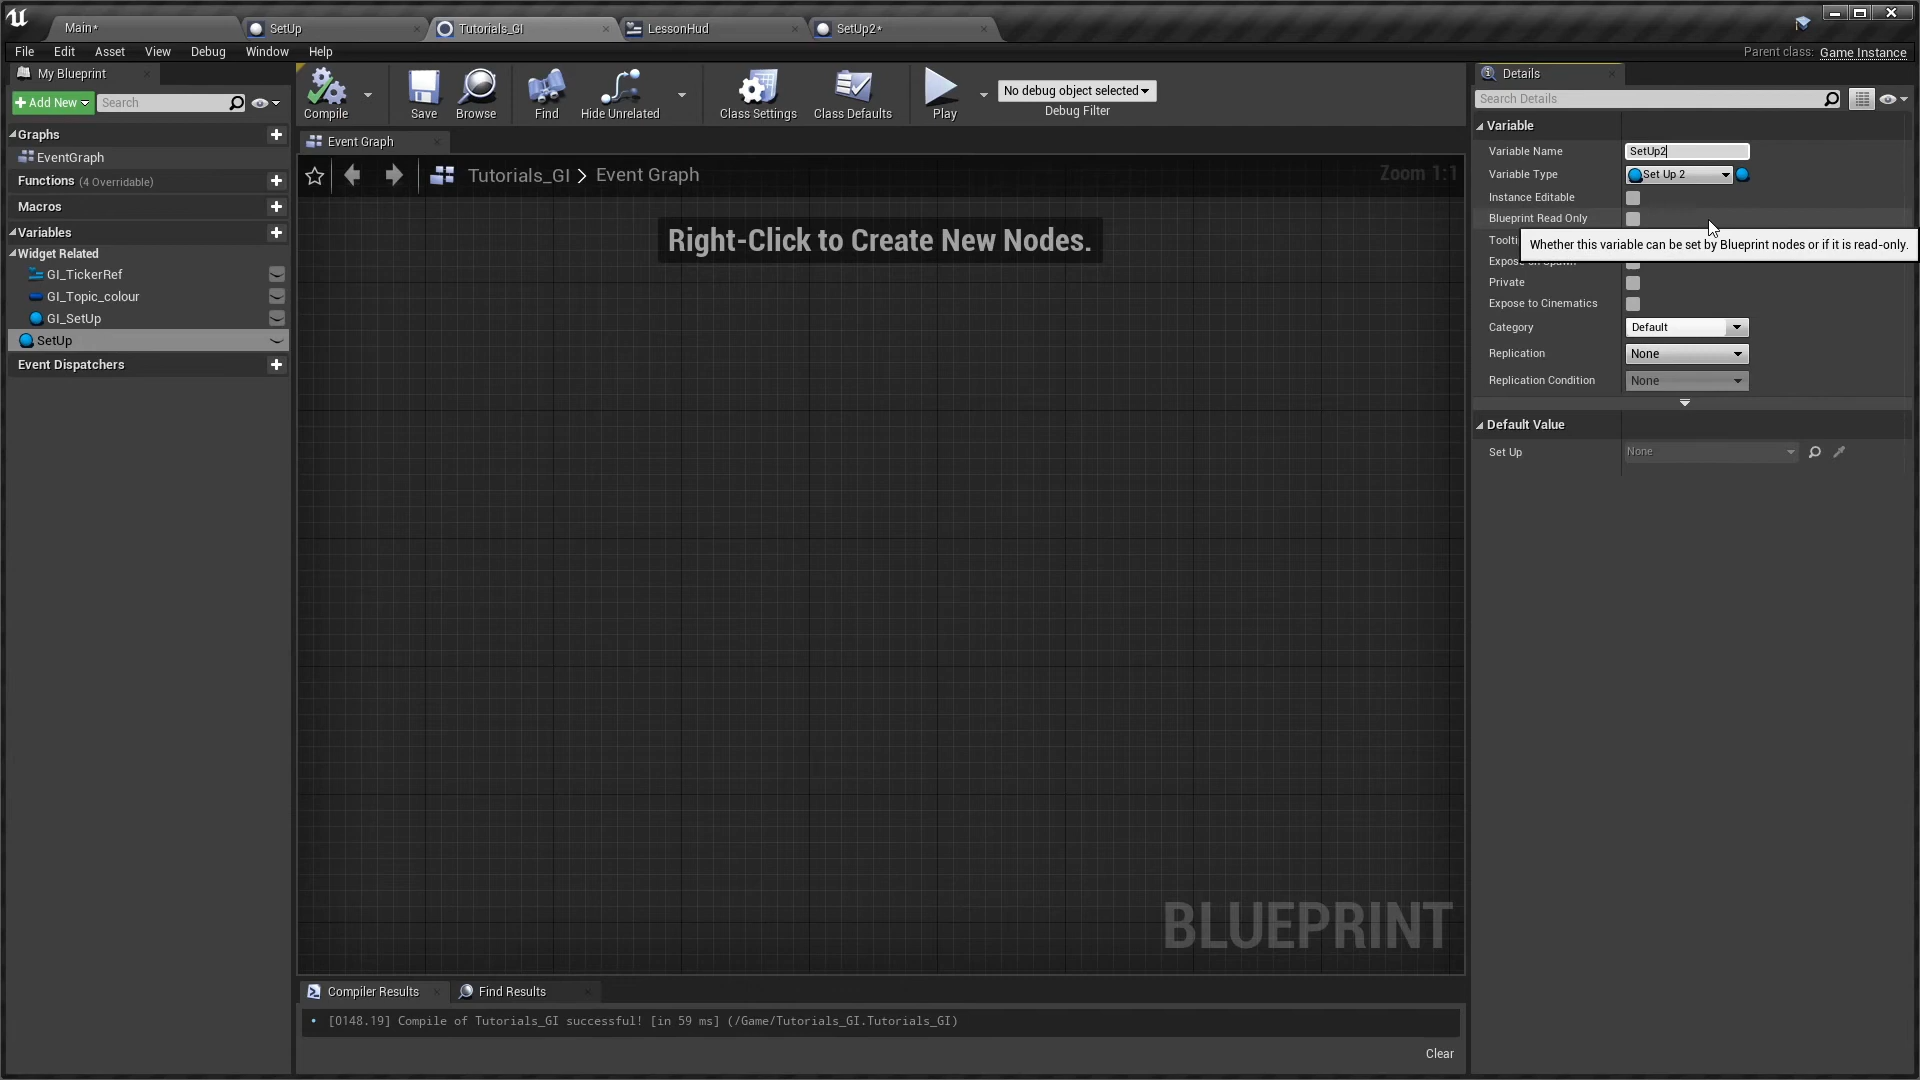 Main*
SetUp
Tutorials_GI
LessonHud
SetUp2*
File Edit Asset View Debug Window Help
Parent class: Game Instance
My Blueprint
Add New
Search
Graphs
EventGraph
Functions (4 Overridable)
Macros
Variables
Widget Related
GI_TickerRef
GI_Topic_colour
GI_SetUp
SetUp
Event Dispatchers
Compile
Save
Browse
Find
Hide Unrelated
Class Settings
Class Defaults
Play
No debug object selected
Debug Filter
Event Graph
Tutorials_GI > Event Graph
Zoom 1:1
Right-Click to Create New Nodes.
BLUEPRINT
Compiler Results
Find Results
[0148.19] Compile of Tutorials_GI successful! [in 59 ms] (/Game/Tutorials_GI.Tutorials_GI)
Clear
Details
Search Details
Variable
Variable Name SetUp2
Variable Type Set Up 2
Instance Editable
Blueprint Read Only
Whether this variable can be set by Blueprint nodes or if it is read-only.
Private
Expose to Cinematics
Category Default
Replication None
Replication Condition None
Default Value
Set Up None